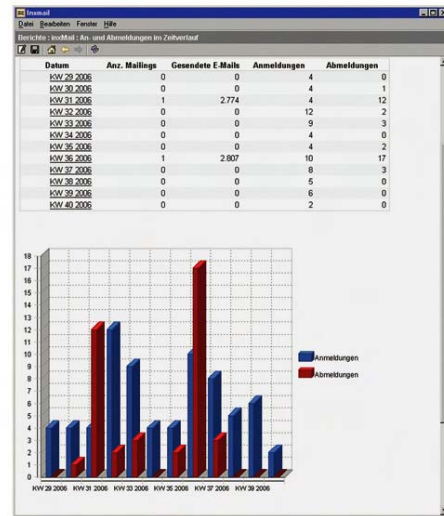 Inxmail
Datei Bearbeiten Fenster Hilfe
Berichte : inxMail : An- und Abmeldungen im Zeitverlauf
Datum Anz. Mailings Gesendete E-Mails Anmeldungen Abmeldungen
KW 29 2006 0 0 4 0
KW 30 2006 0 0 4 1
KW 31 2006 1 2.774 4 12
KW 32 2006 0 0 12 2
KW 33 2006 0 0 9 3
KW 34 2006 0 0 4 0
KW 35 2006 0 0 4 2
KW 36 2006 1 2.807 10 17
KW 37 2006 0 0 8 3
KW 38 2006 0 0 5 0
KW 39 2006 0 0 6 0
KW 40 2006 0 0 2 0
18
17
16
15
14
13
12
11
10
9
8
7
6
5
4
3
2
1
0
Anmeldungen
Abmeldungen
KW 29 2006 KW 31 2006 KW 33 2006 KW 35 2006 KW 37 2006 KW 39 2006